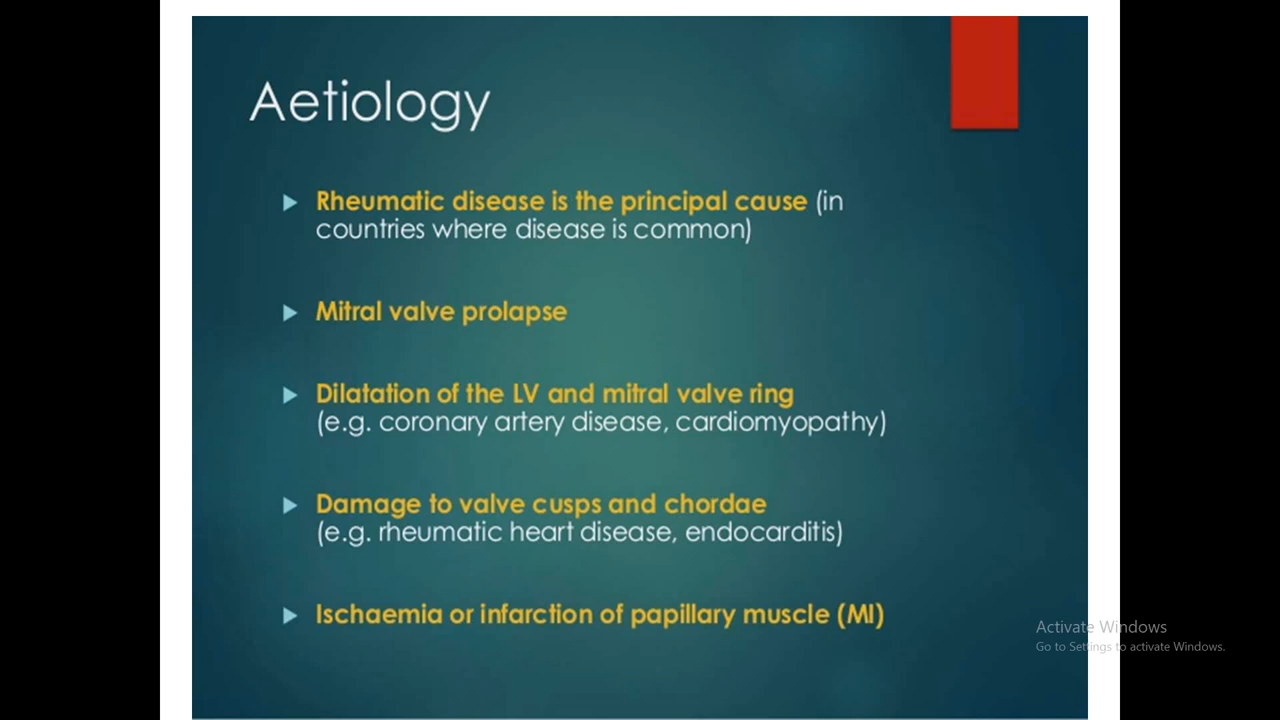 Aetiology
Rheumatic disease is the principal cause (in
countries where disease is common)
Mitral valve prolapse
Dilatation of the LV and mitral valve ring
(e.g. coronary artery disease, cardiomyopathy)
Damage to valve cusps and chordae
(e.g. rheumatic heart disease, endocarditis)
Ischaemia or infarction of papillary muscle (MI)
Activate Windows
Go to Settings to activate Windows.